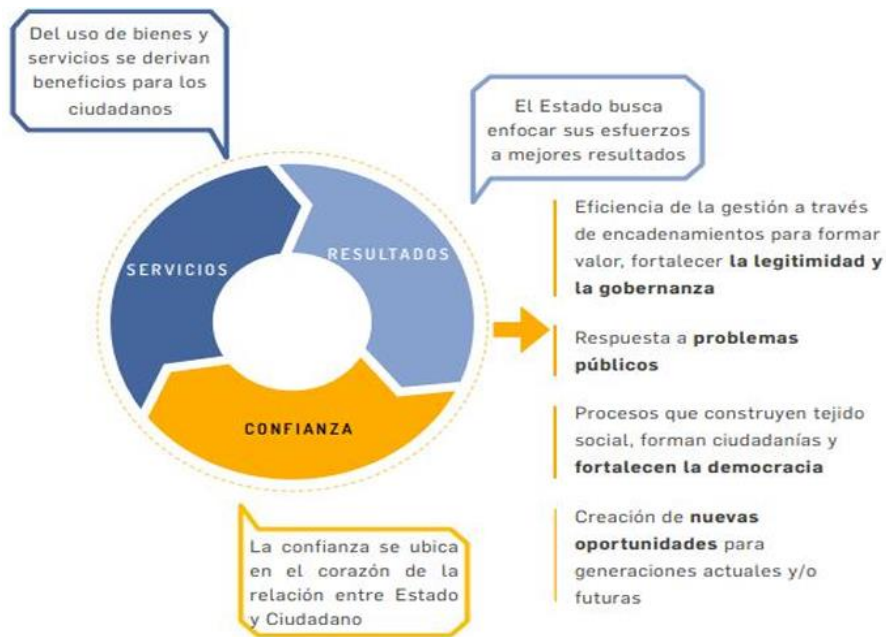 Del uso de bienes y
servicios se derivan
beneficios para los
ciudadanos
El Estado busca
enfocar sus esfuerzos
a mejores resultados
SERVICIOS
RESULTADOS
CONFIANZA
Eficiencia de la gestión a través
de encadenamientos para formar
valor, fortalecer la legitimidad y
la gobernanza
Respuesta a problemas
públicos
Procesos que construyen tejido
social, forman ciudadanías y
fortalecen la democracia
Creación de nuevas
oportunidades para
generaciones actuales y/o
futuras
La confianza se ubica
en el corazón de la
relación entre Estado
y Ciudadano